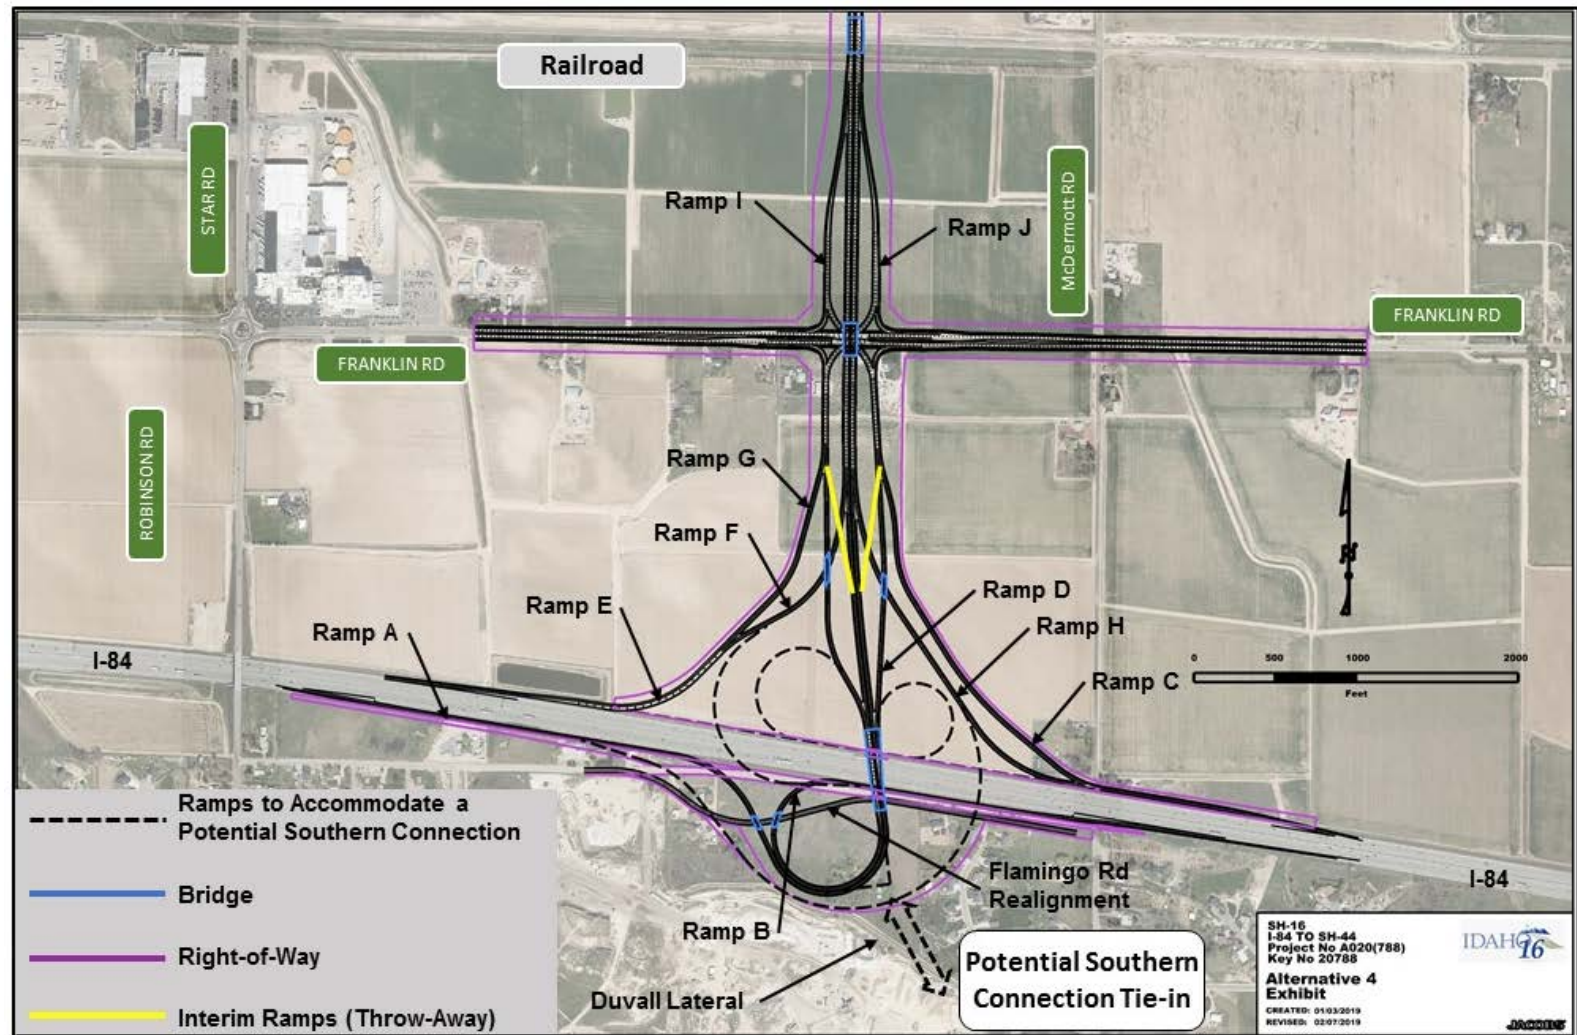 Railroad
STAR RD
Ramp I
McDermott RD
Ramp J
FRANKLIN RD
FRANKLIN RD
ROBINSON RD
Ramp G
Ramp F
Ramp E
Ramp D
Ramp A
Ramp H
I-84
0 500 1000 2000
Feet
Ramp C
Ramps to Accommodate a
Potential Southern Connection
Bridge
Right-of-Way
Interim Ramps (Throw-Away)
Flamingo Rd
Realignment
I-84
Ramp B
Duvall Lateral
Potential Southern
Connection Tie-in
SH-16
I-84 TO SH-44
Project No A020(788)
Key No 20788
IDAHO 16
Alternative 4
Exhibit
CREATED: 01/03/2019
REVISED: 02/07/2019
JACOBS